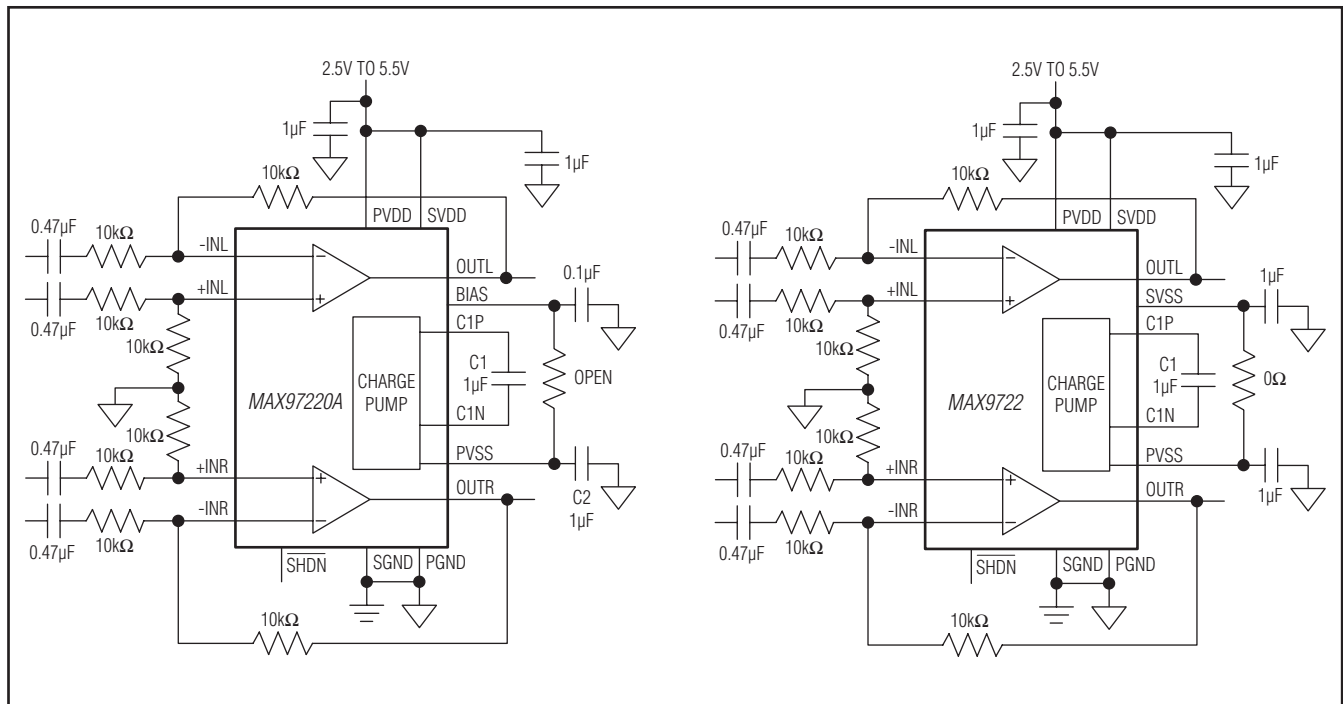 2.5V TO 5.5V
1µF
1µF
10kΩ
PVDD
SVDD
0.47µF
10kΩ
-INL
OUTL
0.1µF
BIAS
+INL
0.47µF
10kΩ
10kΩ
C1P
C1
1µF
OPEN
CHARGE
PUMP
MAX97220A
C1N
10kΩ
PVSS
0.47µF
10kΩ
+INR
OUTR
C2
1µF
-INR
0.47µF
10kΩ
SHDN
SGND
PGND
10kΩ
2.5V TO 5.5V
1µF
1µF
10kΩ
PVDD
SVDD
0.47µF
10kΩ
-INL
OUTL
1µF
SVSS
+INL
0.47µF
10kΩ
10kΩ
C1P
C1
1µF
0Ω
CHARGE
PUMP
MAX9722
C1N
10kΩ
PVSS
0.47µF
10kΩ
+INR
OUTR
1µF
-INR
0.47µF
10kΩ
SHDN
SGND
PGND
10kΩ